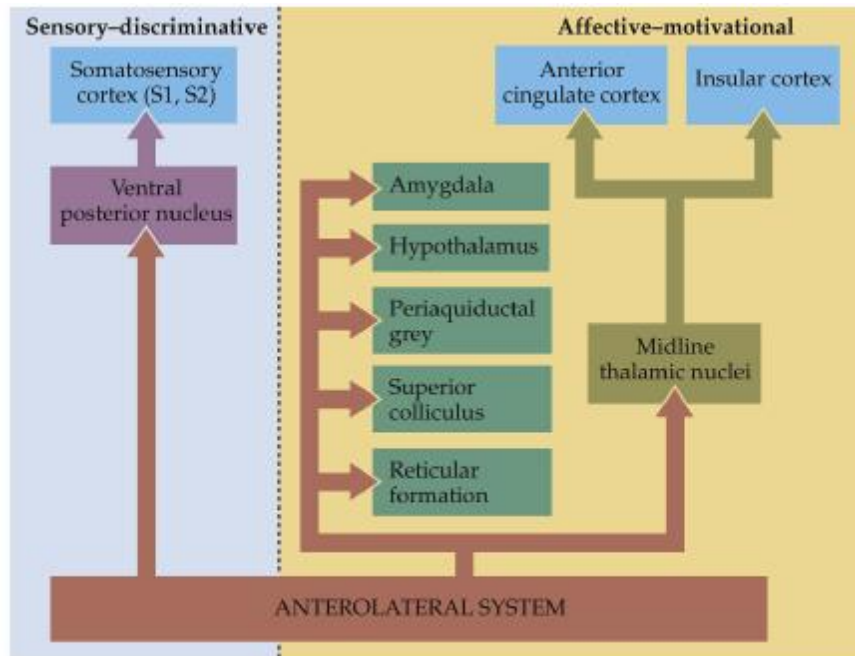 Sensory–discriminative
Affective–motivational
Somatosensory
cortex (S1, S2)
Anterior
cingulate cortex
Insular cortex
Ventral
posterior nucleus
Amygdala
Hypothalamus
Periaquiductal
grey
Midline
thalamic nuclei
Superior
colliculus
Reticular
formation
ANTEROLATERAL SYSTEM